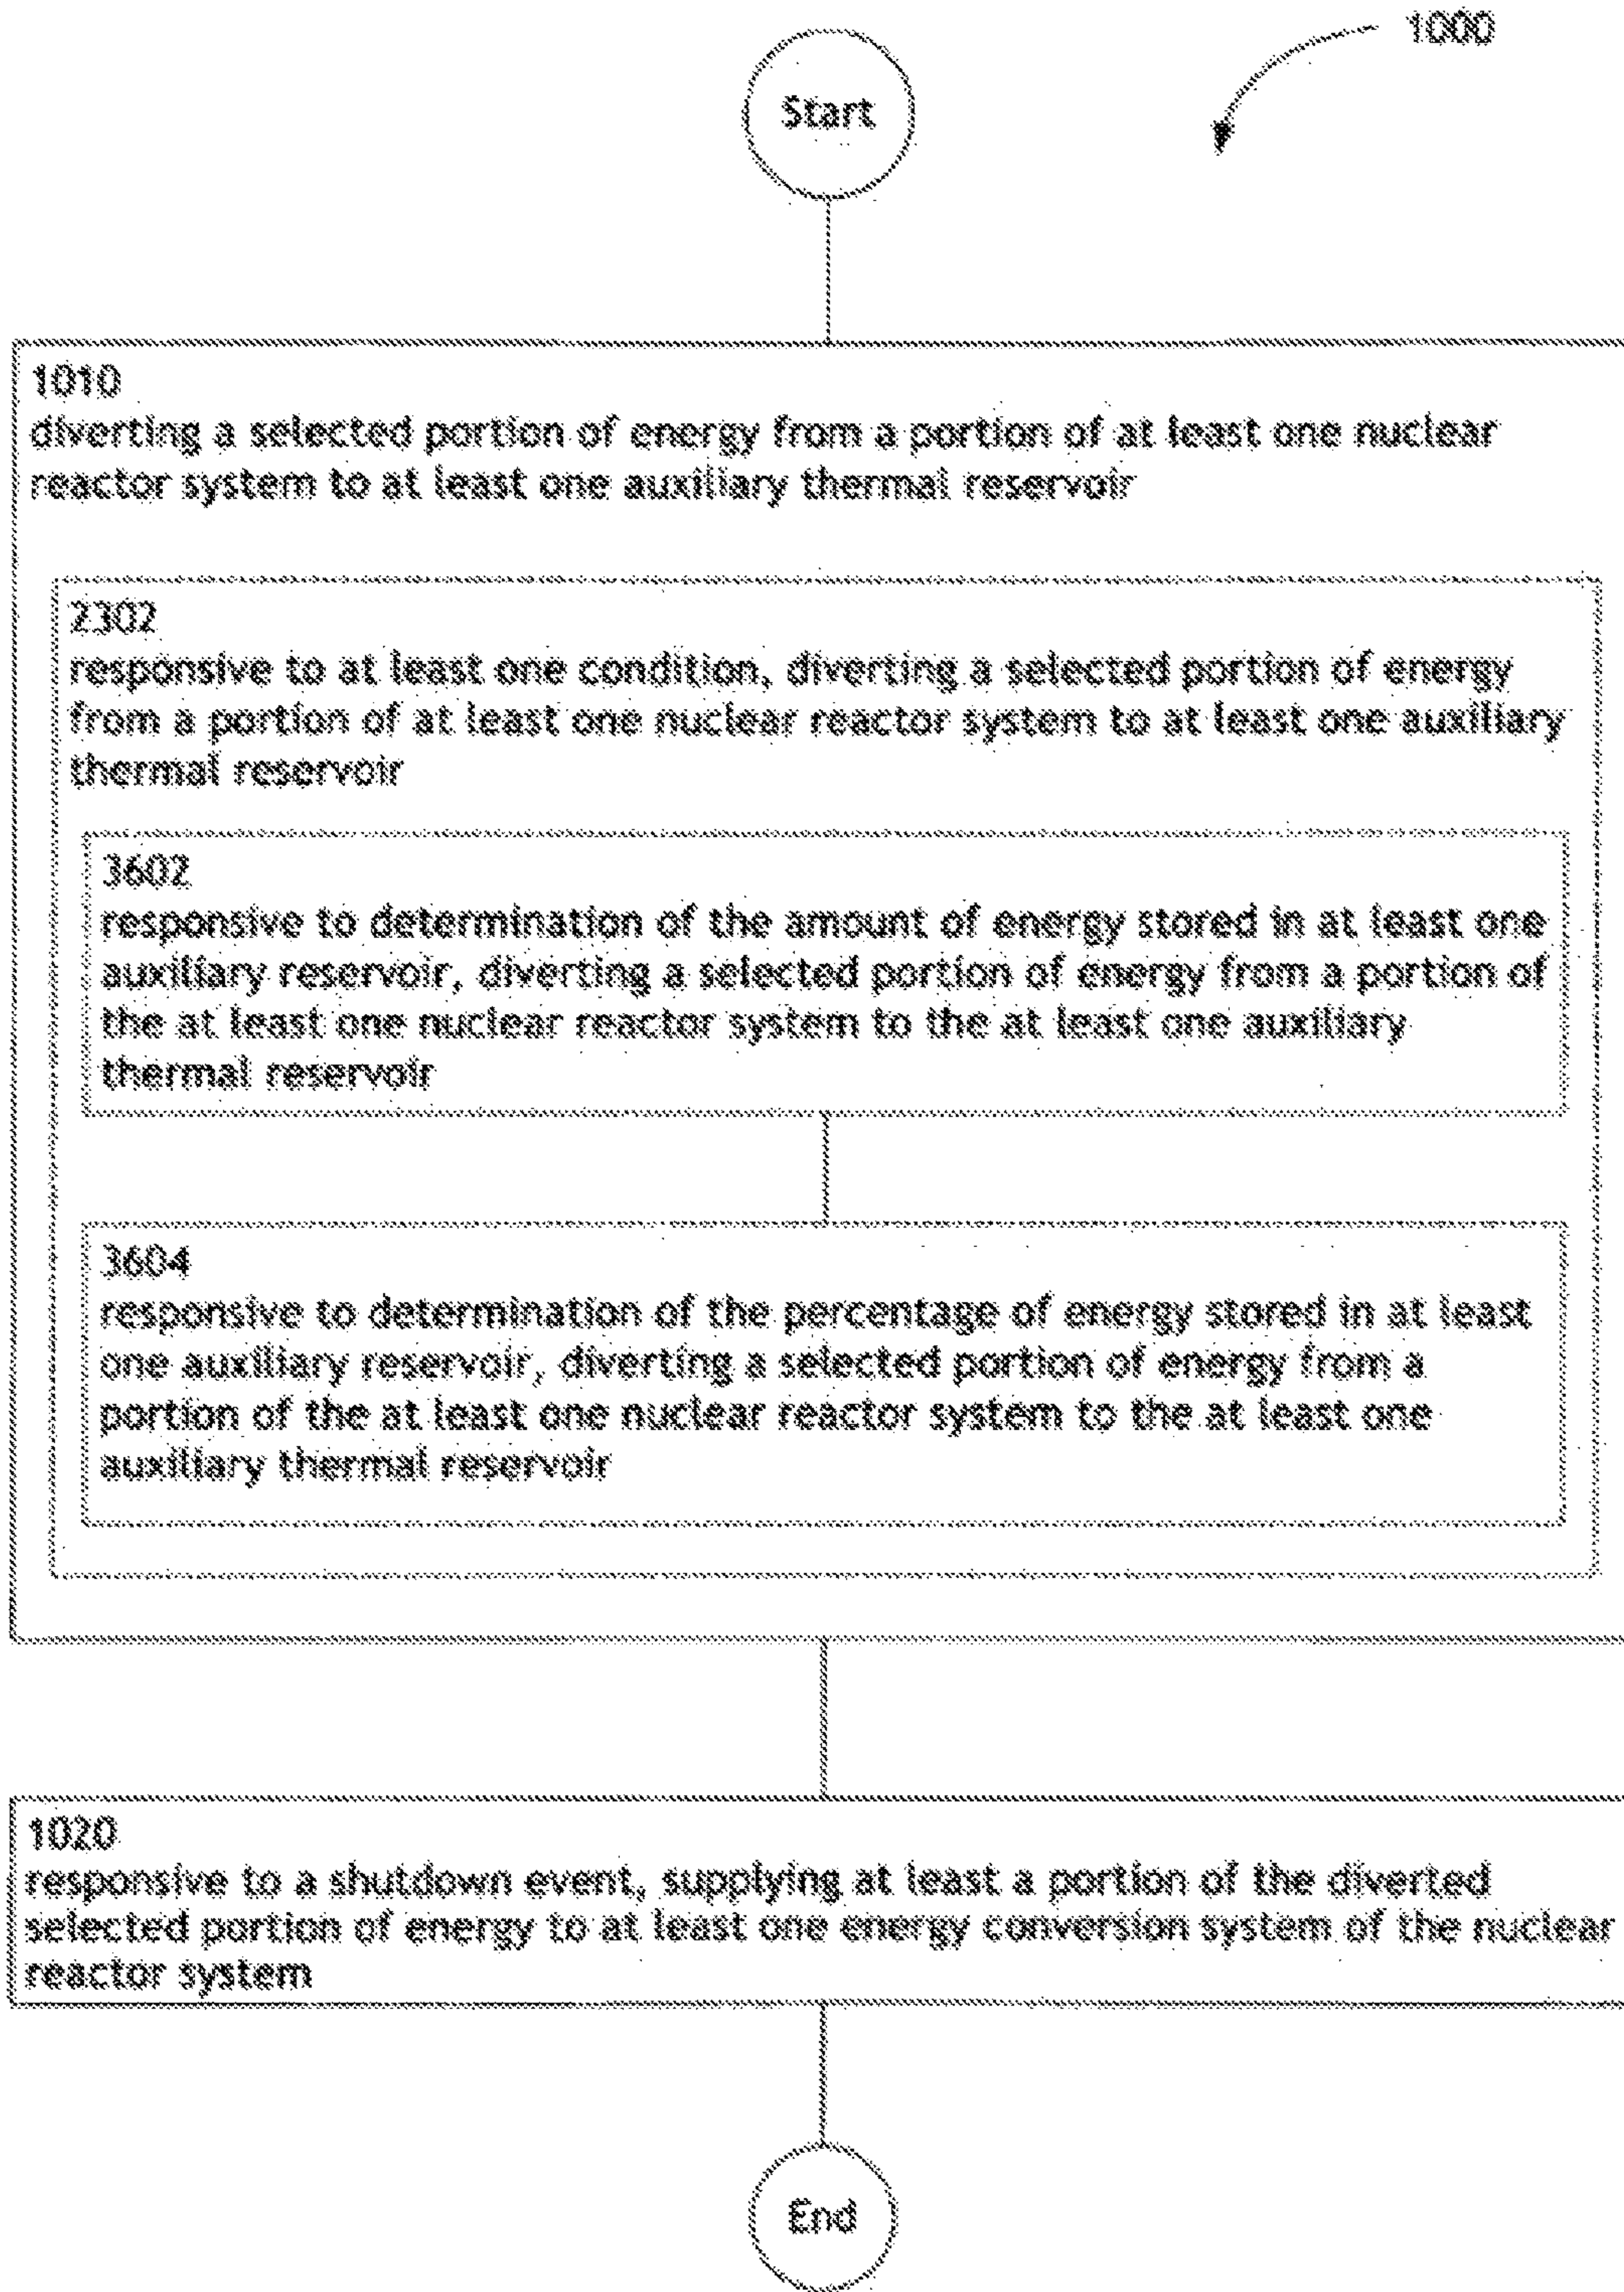 1000
Start
1010
diverting a selected portion of energy from a portion of at least one nuclear
reactor system to at least one auxiliary thermal reservoir
2302
responsive to at least one condition, diverting a selected portion of energy
from a portion of at least one nuclear reactor system to at least one auxiliary
thermal reservoir
3602
responsive to determination of the amount of energy stored in at least one
auxiliary reservoir, diverting a selected portion of energy from a portion of
the at least one nuclear reactor system to the at least one auxiliary
thermal reservoir
3604
responsive to determination of the percentage of energy stored in at least
one auxiliary reservoir, diverting a selected portion of energy from a
portion of the at least one nuclear reactor system to the at least one
auxiliary thermal reservoir
1020
responsive to a shutdown event, supplying at least a portion of the diverted
selected portion of energy to at least one energy conversion system of the nuclear
reactor system
End